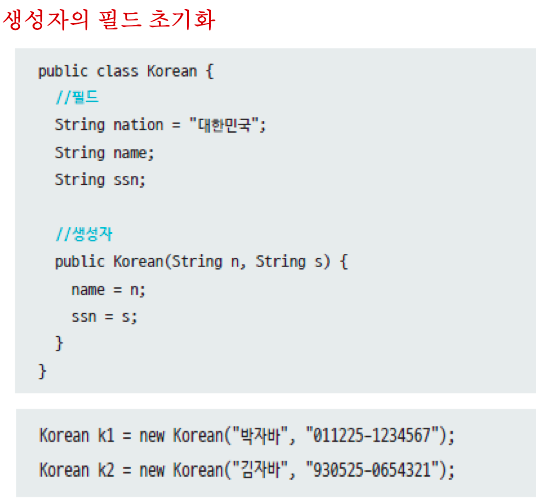 생성자의 필드 초기화
public class Korean {
//필드
String nation = "대한민국";
String name;
String ssn;
//생성자
public Korean(String n, String s) {
name = n;
ssn = s;
}
}
Korean k1 = new Korean("박자바", "011225-1234567");
Korean k2 = new Korean("김자바", "930525-0654321");